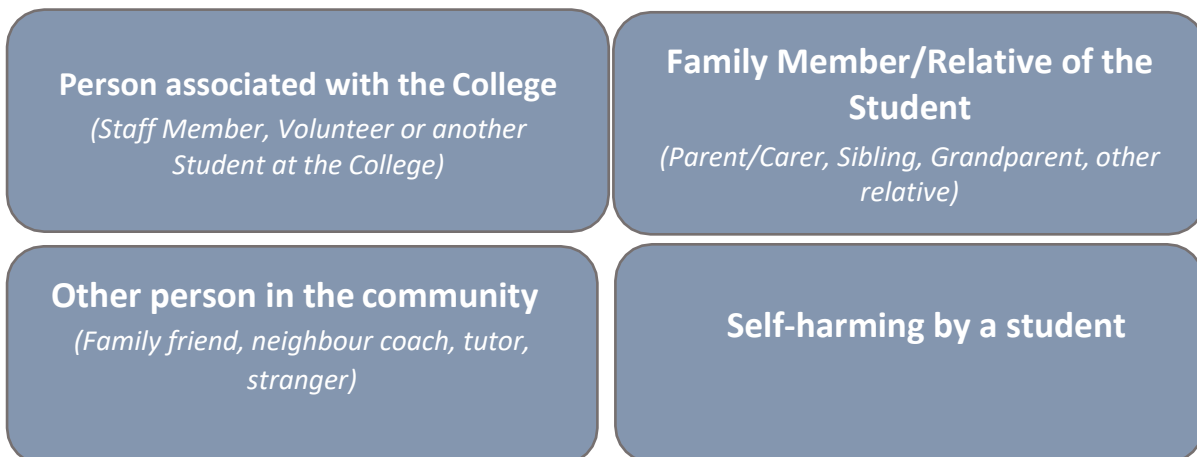 Person associated with the College
(Staff Member, Volunteer or another
Student at the College)
Family Member/Relative of the
Student
(Parent/Carer, Sibling, Grandparent, other
relative)
Other person in the community
(Family friend, neighbour coach, tutor,
stranger)
Self-harming by a student